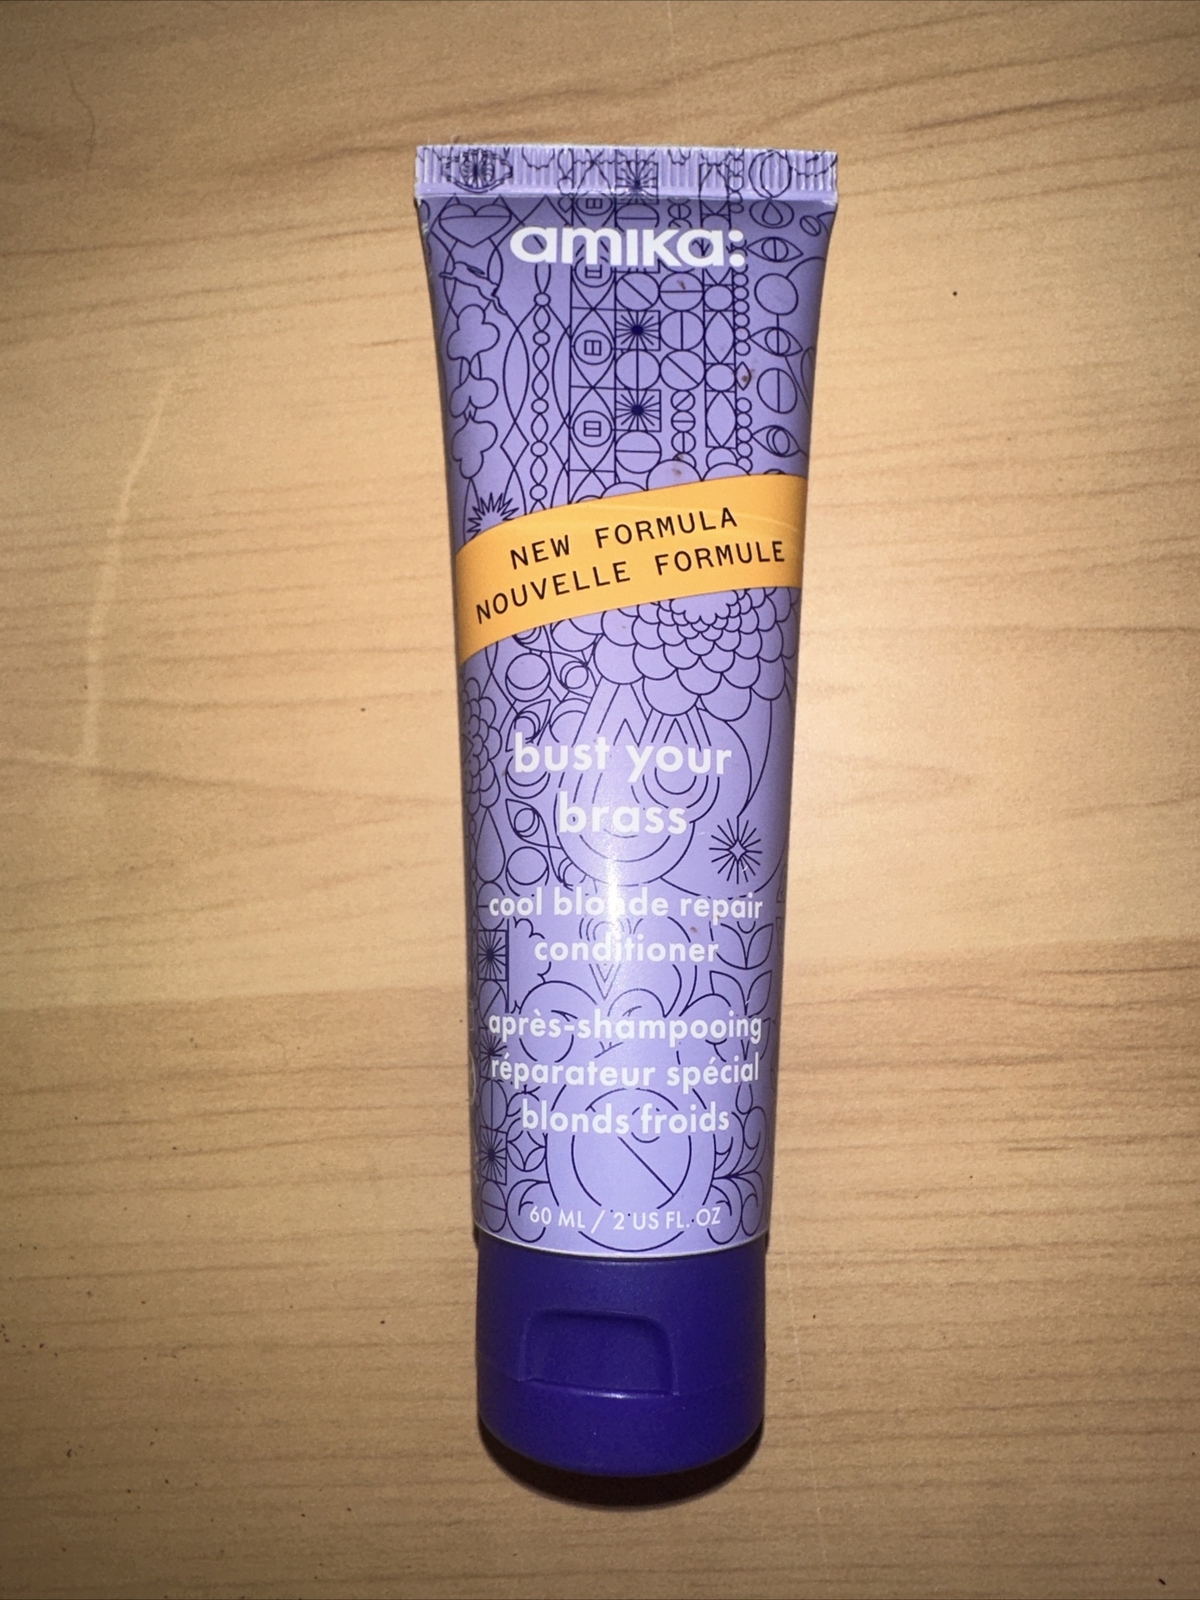 amika:
NEW FORMULA
NOUVELLE FORMULE
bust your
brass
cool blonde repair
conditioner
après-shampooing
réparateur spécial
blonds froids
60 ML / 2 US FL. OZ